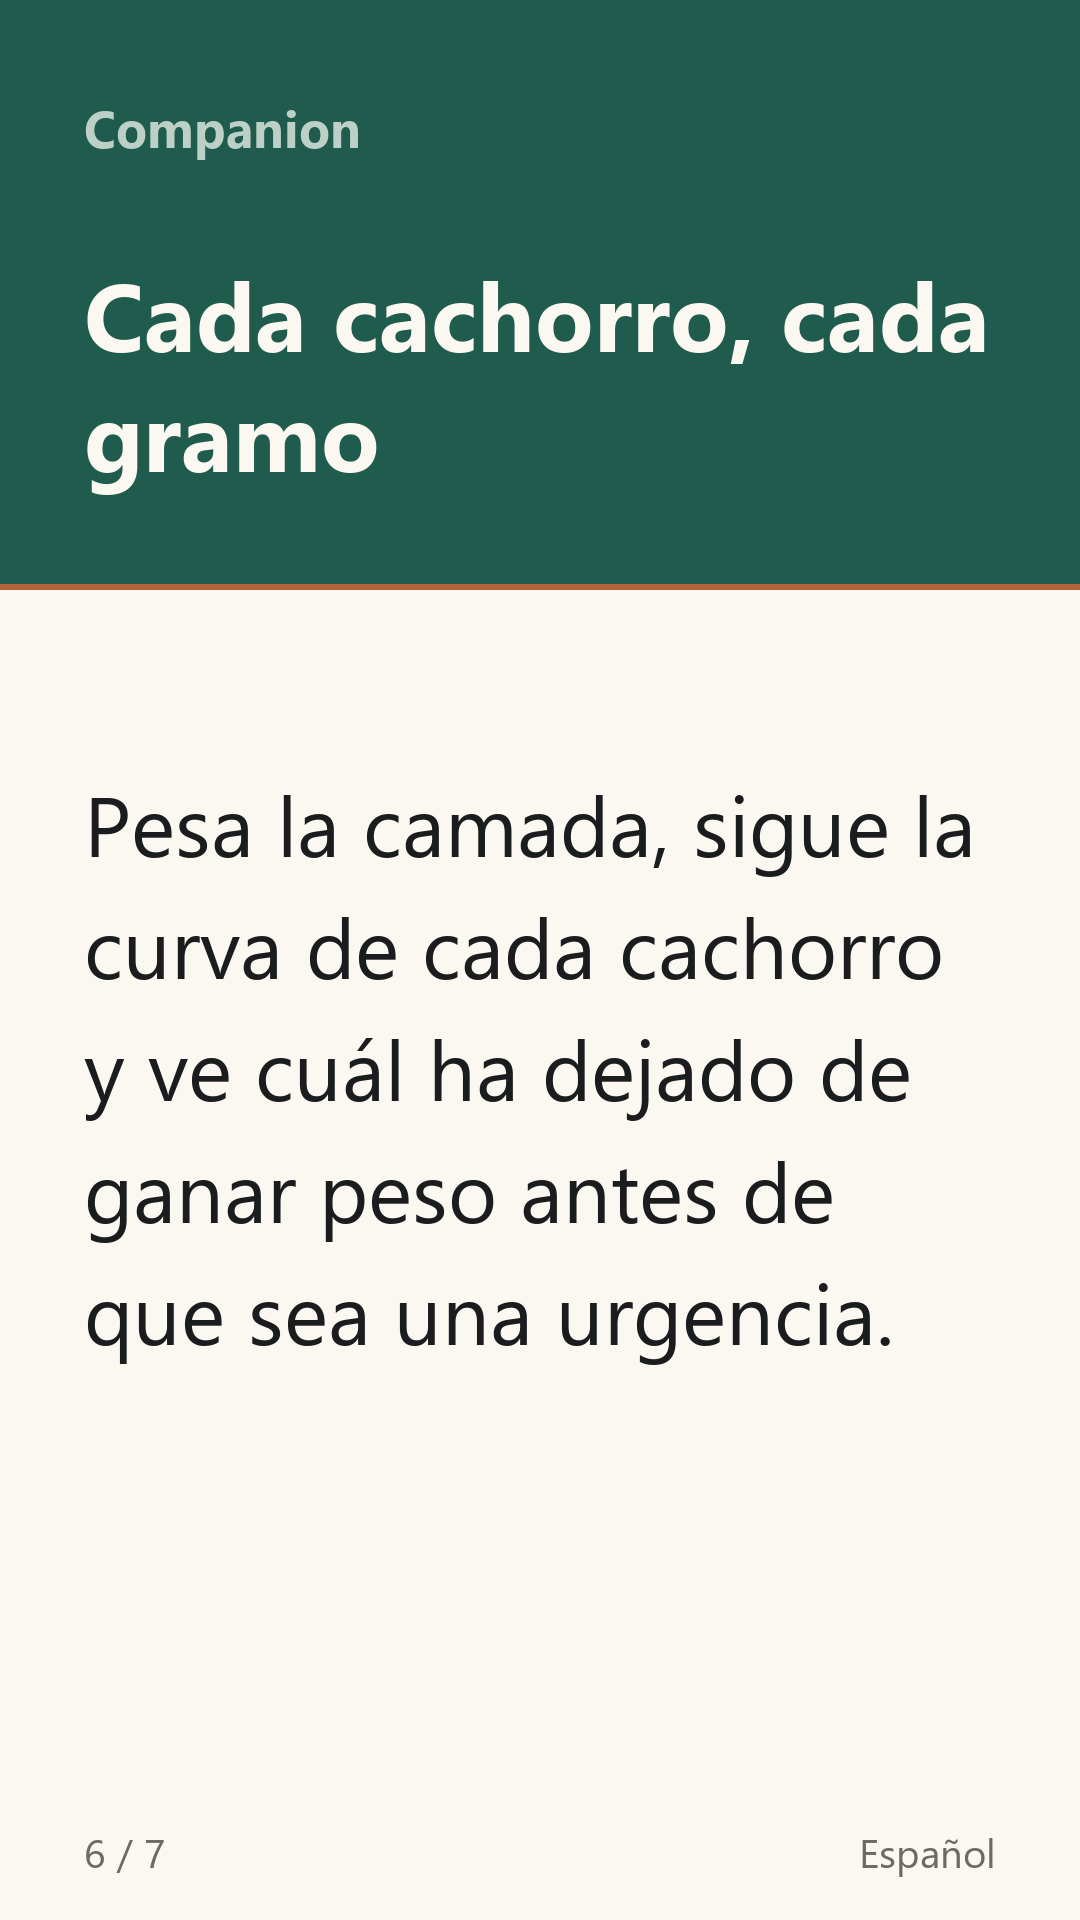 Companion
Cada cachorro, cada
gramo
Pesa la camada, sigue la
curva de cada cachorro
y ve cuál ha dejado de
ganar peso antes de
que sea una urgencia.
6 / 7
Español